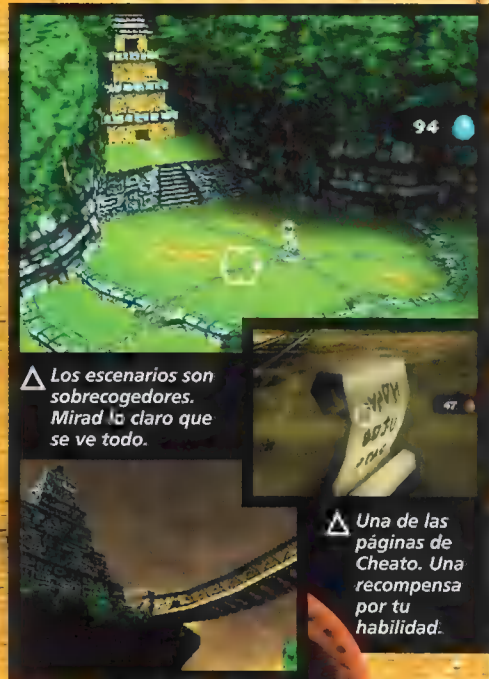 94
Los escenarios son
sobrecogedores.
Mirad lo claro que
se ve todo.
47
Una de las
páginas de
Cheato. Una
recompensa
por tu
habilidad.